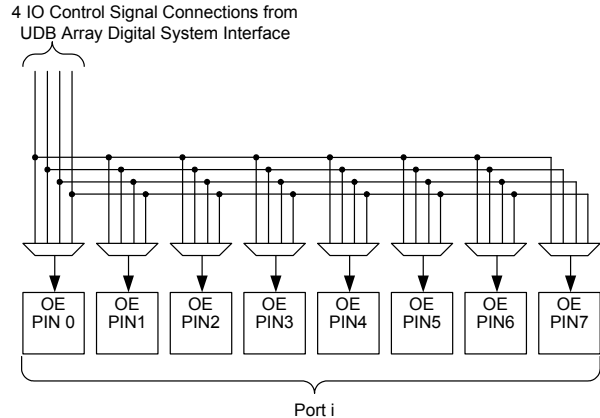 4 IO Control Signal Connections from
UDB Array Digital System Interface
OE
PIN 0
OE
PIN1
OE
PIN2
OE
PIN3
OE
PIN4
OE
PIN5
OE
PIN6
OE
PIN7
Port i